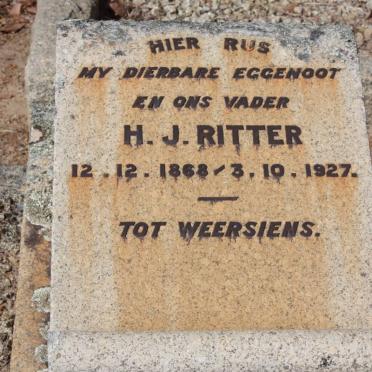 HIER RUS
MY DIERBARE EGGENOOT
EN ONS VADER
H. J. RITTER
12 . 12 . 1868 / 3 . 10 . 1927.
TOT WEERSIENS.